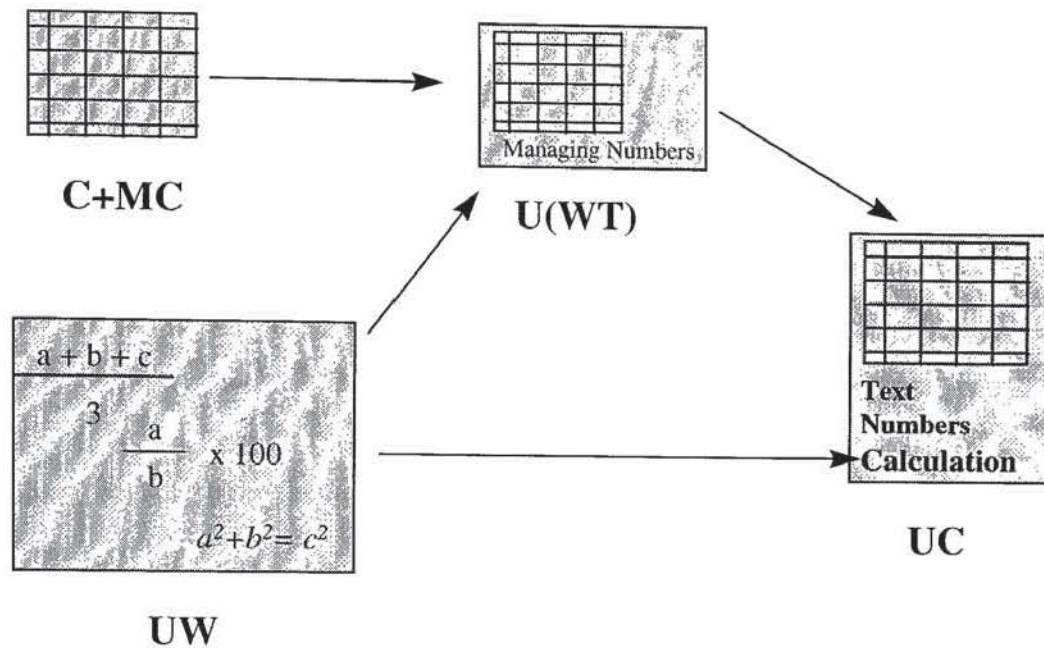 Managing Numbers
C+MC
U(WT)
a + b + c
3
a
b
x 100
a²+b²= c²
Text
Numbers
Calculation
UC
UW